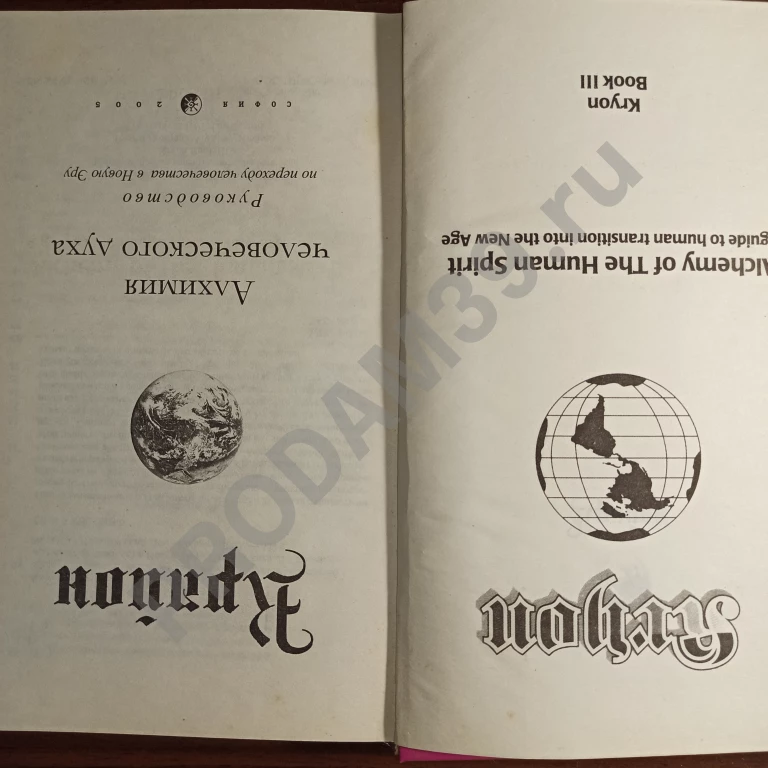 Kryon
Alchemy of The Human Spirit
guide to human transition into the New Age
Kryon
Book III
Крайон
Алхимия
человеческого духа
Руководство
по переходу человечества в Новую Эру
СОФИЯ 2005
PRODAM39.ru